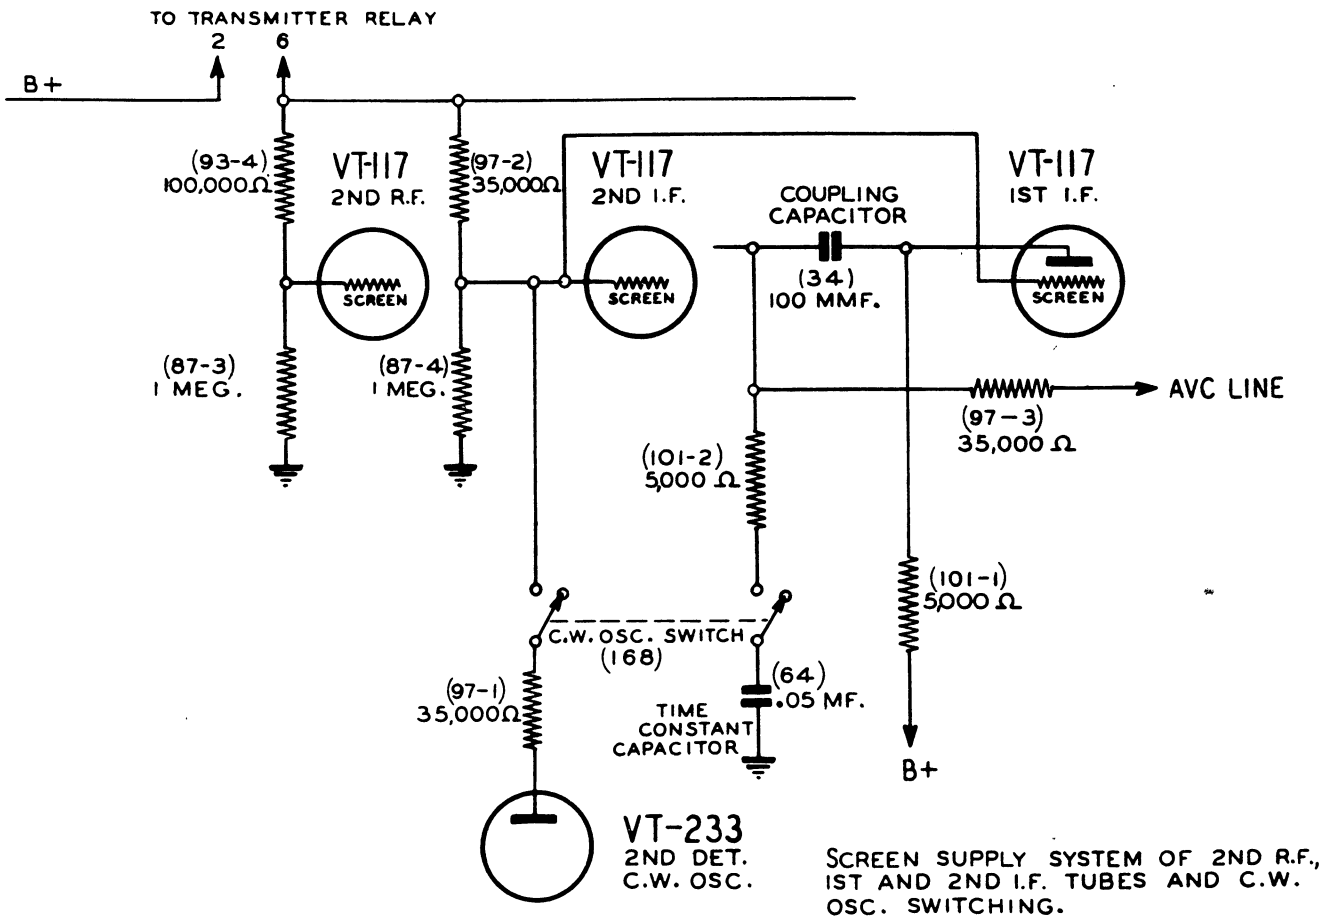 TO TRANSMITTER RELAY
2 6
B+
(93-4)
100,000Ω
VT-117
2ND R.F.
SCREEN
(97-2)
35,000Ω
VT-117
2ND I.F.
SCREEN
COUPLING
CAPACITOR
(34)
100 MMF.
VT-117
1ST I.F.
SCREEN
(87-3)
1 MEG.
(87-4)
1 MEG.
AVC LINE
(97-3)
35,000 Ω
(101-2)
5,000 Ω
(101-1)
5,000 Ω
C.W. OSC. SWITCH
(168)
(97-1)
35,000Ω
(64)
.05 MF.
TIME
CONSTANT
CAPACITOR
B+
VT-233
2ND DET.
C.W. OSC.
SCREEN SUPPLY SYSTEM OF 2ND R.F.,
1ST AND 2ND I.F. TUBES AND C.W.
OSC. SWITCHING.